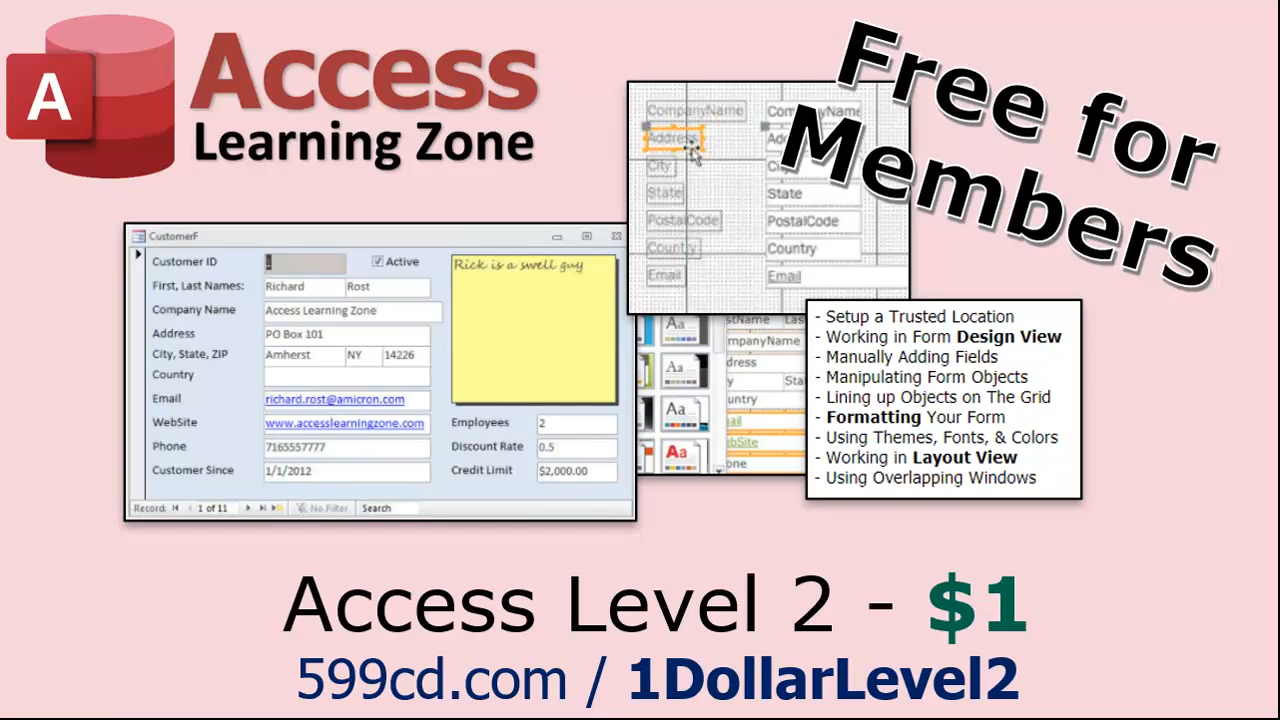 A
Access
Learning Zone
Free for
Members
CompanyName CompanyName
Address
City
State State
PostalCode PostalCode
Country Country
Email Email
CustomerF
Customer ID Active
First, Last Names: Richard Rost
Company Name Access Learning Zone
Address PO Box 101
City, State, ZIP Amherst NY 14226
Country
Email richard.rost@amicron.com
WebSite www.accesslearningzone.com
Phone 7165557777
Customer Since 1/1/2012
Rick is a swell guy
Employees 2
Discount Rate 0.5
Credit Limit $2,000.00
Record: 1 of 11 No Filter Search
Aa
Aa
Aa
Aa
- Setup a Trusted Location
- Working in Form Design View
- Manually Adding Fields
- Manipulating Form Objects
- Lining up Objects on The Grid
- Formatting Your Form
- Using Themes, Fonts, & Colors
- Working in Layout View
- Using Overlapping Windows
Access Level 2 - $1
599cd.com / 1DollarLevel2